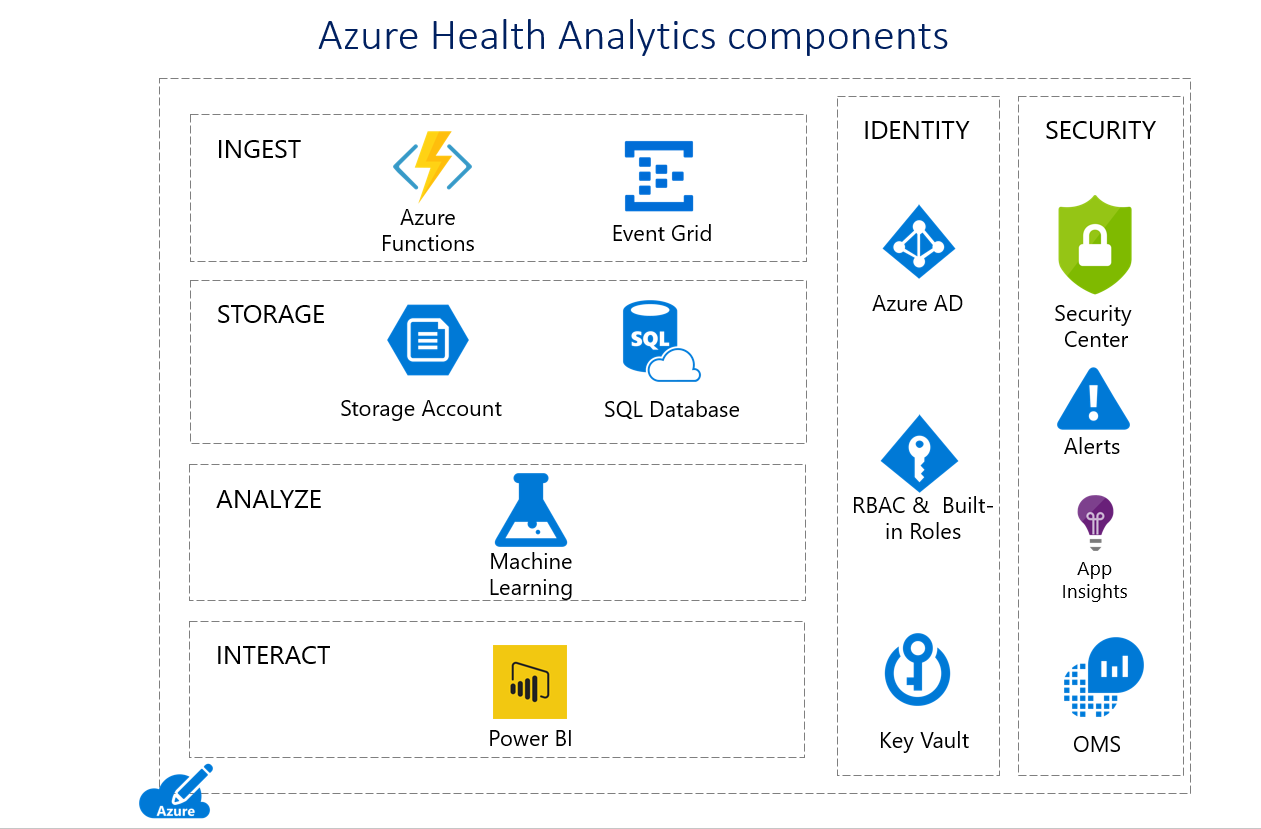 Azure Health Analytics components
INGEST
Azure
Functions
Event Grid
STORAGE
Storage Account
SQL
SQL Database
ANALYZE
Machine
Learning
INTERACT
Power BI
IDENTITY
Azure AD
RBAC &  Built-
in Roles
Key Vault
SECURITY
Security
Center
Alerts
App
Insights
OMS
Azure